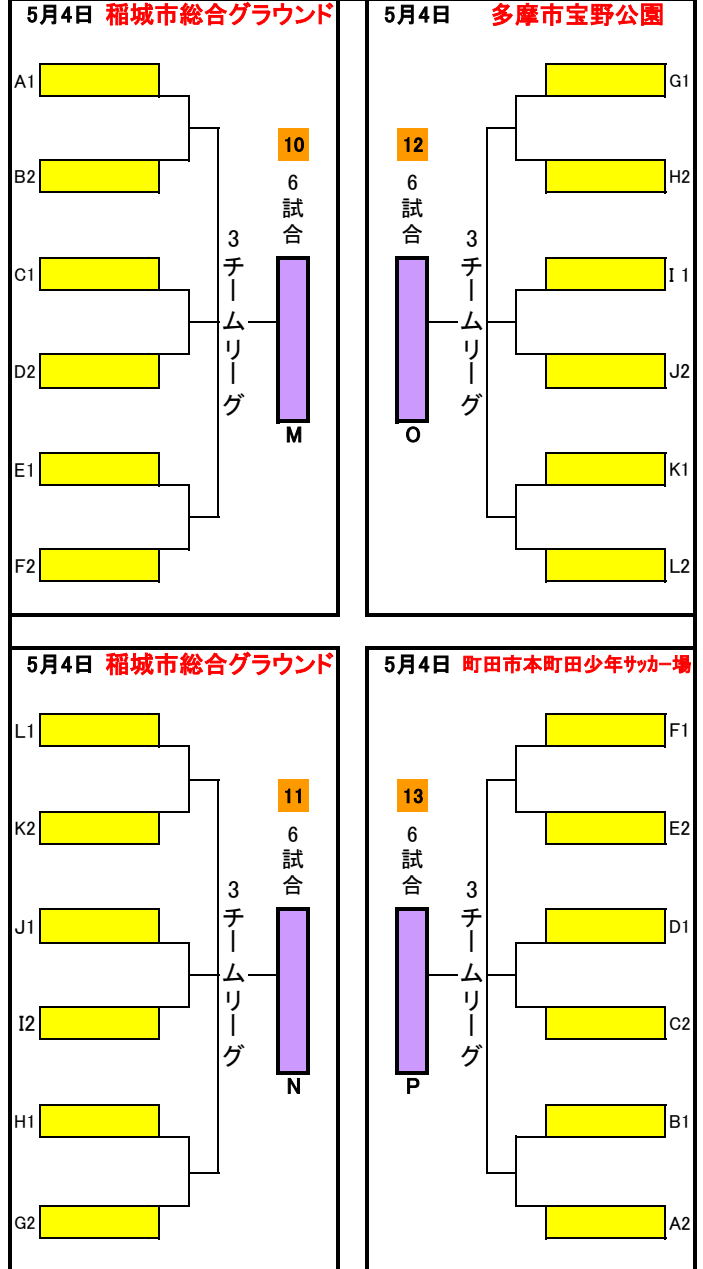 5月4日 稲城市総合グラウンド
A1
B2
C1
D2
E1
F2
3チームリーグ
10
6試合
M
5月4日 多摩市宝野公園
12
6試合
O
3チームリーグ
G1
H2
I 1
J2
K1
L2
5月4日 稲城市総合グラウンド
L1
K2
J1
I2
H1
G2
3チームリーグ
11
6試合
N
5月4日 町田市本町田少年サッカー場
13
6試合
P
3チームリーグ
F1
E2
D1
C2
B1
A2